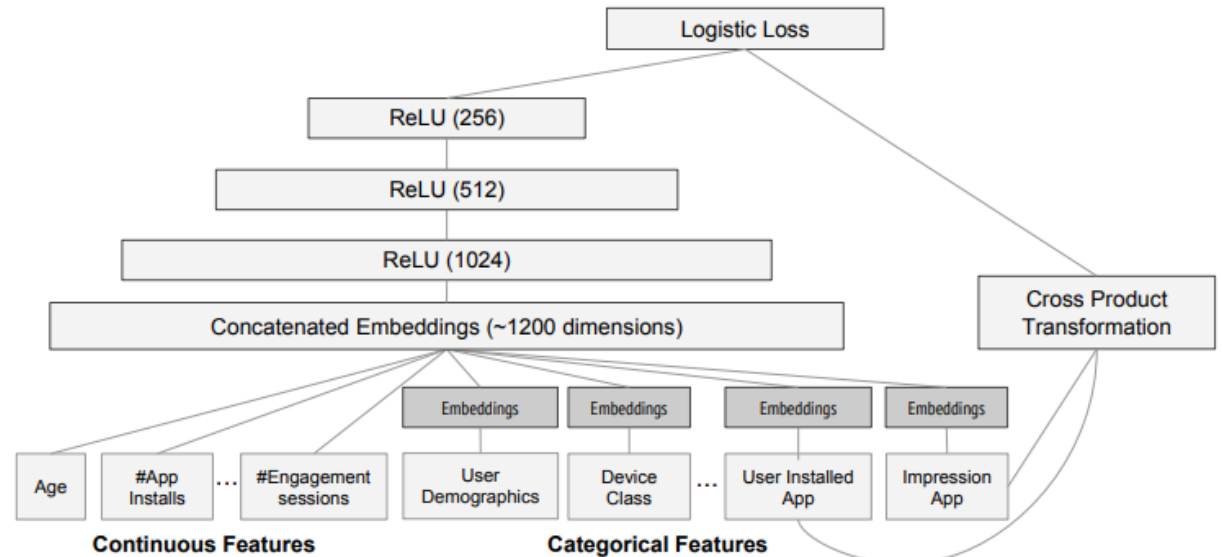 Logistic Loss
ReLU (256)
ReLU (512)
ReLU (1024)
Concatenated Embeddings (~1200 dimensions)
Cross Product
Transformation
Embeddings
Embeddings
Embeddings
Embeddings
Age
#App
Installs
...
#Engagement
sessions
User
Demographics
Device
Class
...
User Installed
App
Impression
App
Continuous Features
Categorical Features